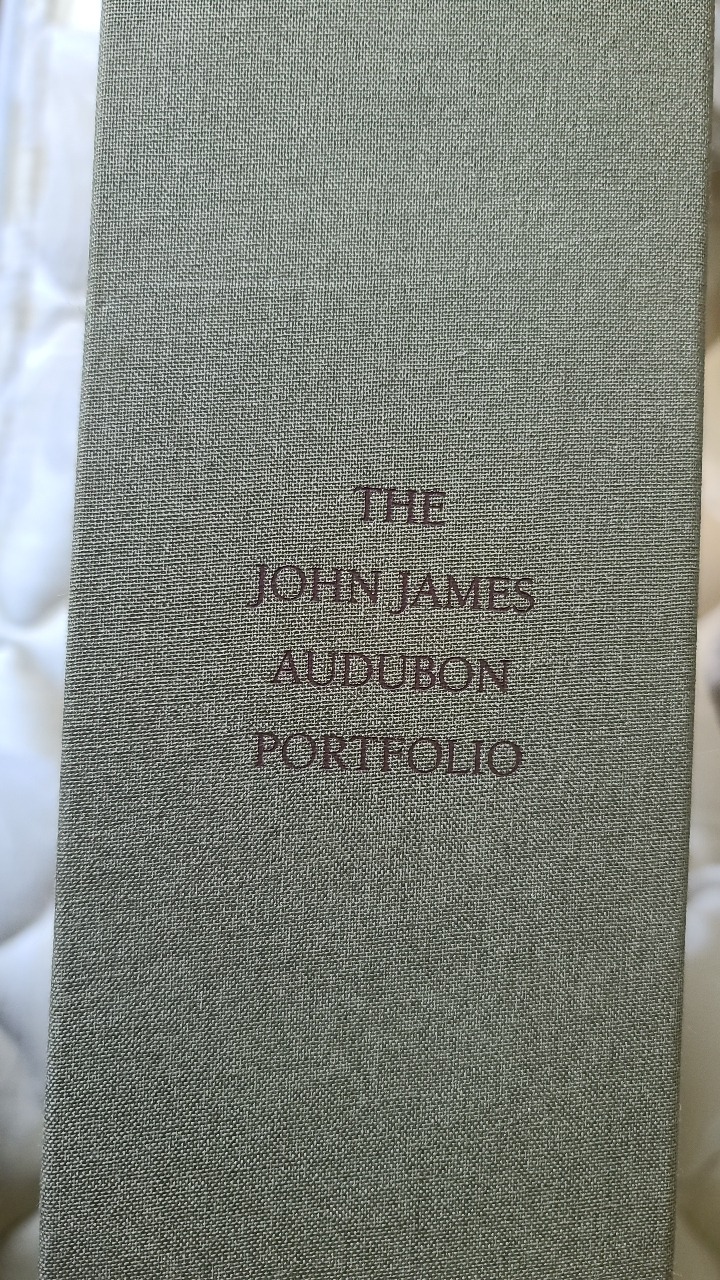 THE
JOHN JAMES
AUDUBON
PORTFOLIO